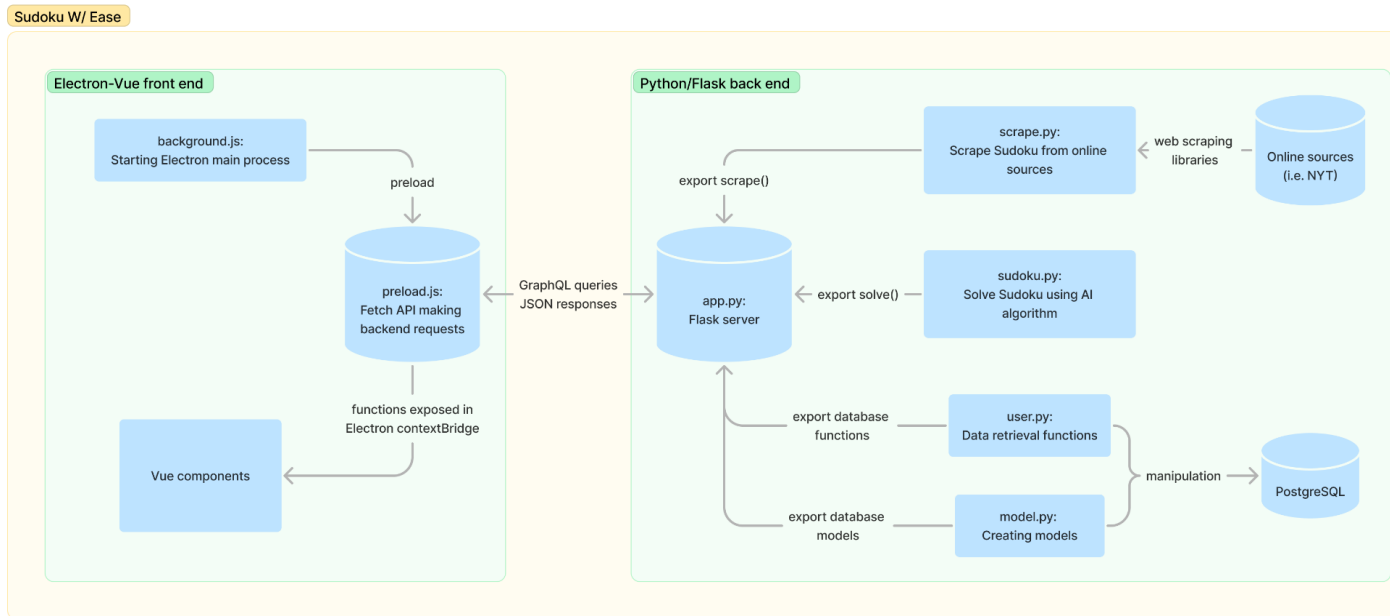 Sudoku W/ Ease
Electron-Vue front end
background.js:
Starting Electron main process
preload
preload.js:
Fetch API making
backend requests
functions exposed in
Electron contextBridge
Vue components
GraphQL queries
JSON responses
Python/Flask back end
scrape.py:
Scrape Sudoku from online
sources
web scraping
libraries
Online sources
(i.e. NYT)
export scrape()
app.py:
Flask server
export solve()
sudoku.py:
Solve Sudoku using AI
algorithm
export database
functions
user.py:
Data retrieval functions
export database
models
model.py:
Creating models
manipulation
PostgreSQL